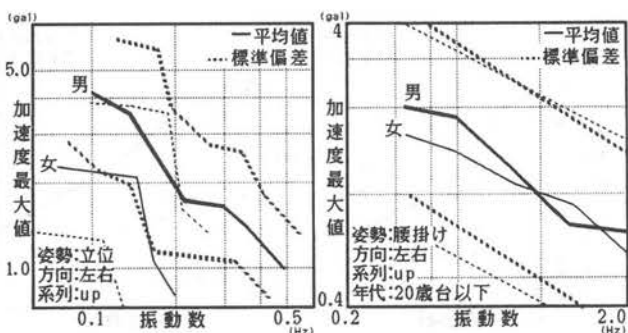 (gal)
平均値
標準偏差
5.0
男
加速度最大値
女
姿勢:立位
方向:左右
系列:up
1.0
0.1
振動数
0.5
(Hz)
(gal)
4
平均値
標準偏差
男
女
加速度最大値
姿勢:腰掛け
方向:左右
系列:up
年代:20歳台以下
0.4
0.2
振動数
2.0
(Hz)